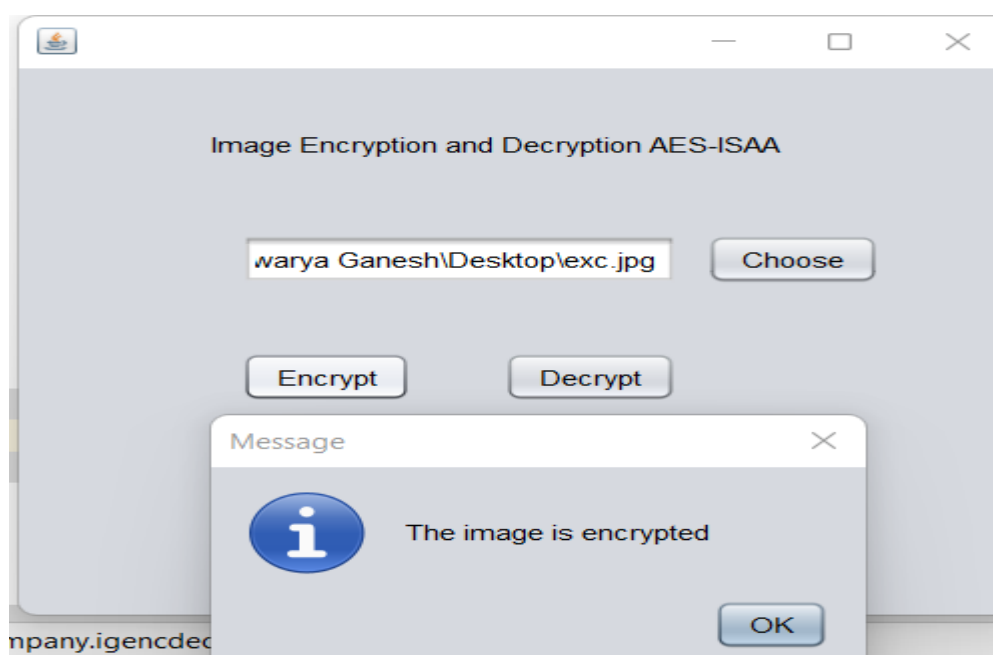 Image Encryption and Decryption AES-ISAA
warya Ganesh\Desktop\exc.jpg Choose
Encrypt Decrypt
Message
The image is encrypted
OK
mpany.igencdec